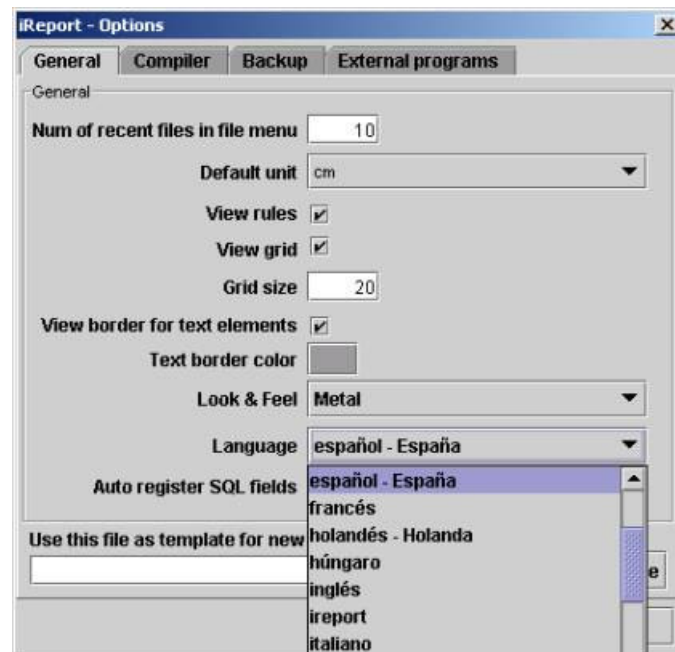 iReport - Options
General Compiler Backup External programs
General
Num of recent files in file menu 10
Default unit cm
View rules
View grid
Grid size 20
View border for text elements
Text border color
Look & Feel Metal
Language español - España
Auto register SQL fields español - España
francés
Use this file as template for new holandés - Holanda
húngaro
e
inglés
ireport
italiano